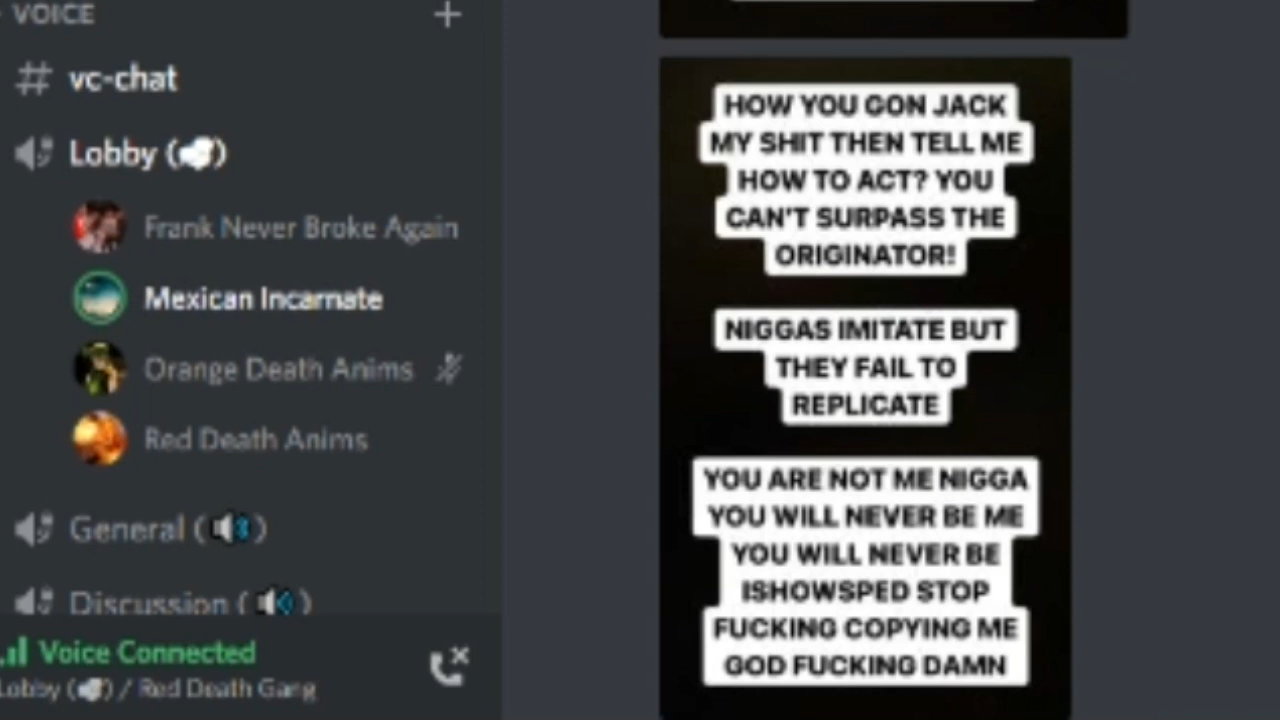 VOICE
vc-chat
Lobby ( )
Frank Never Broke Again
Mexican Incarnate
Orange Death Anims
Red Death Anims
General ( )
Discussion ( )
Voice Connected
Lobby ( ) / Red Death Gang
HOW YOU GON JACK
MY SHIT THEN TELL ME
HOW TO ACT? YOU
CAN'T SURPASS THE
ORIGINATOR!
NIGGAS IMITATE BUT
THEY FAIL TO
REPLICATE
YOU ARE NOT ME NIGGA
YOU WILL NEVER BE ME
YOU WILL NEVER BE
ISHOWSPED STOP
FUCKING COPYING ME
GOD FUCKING DAMN